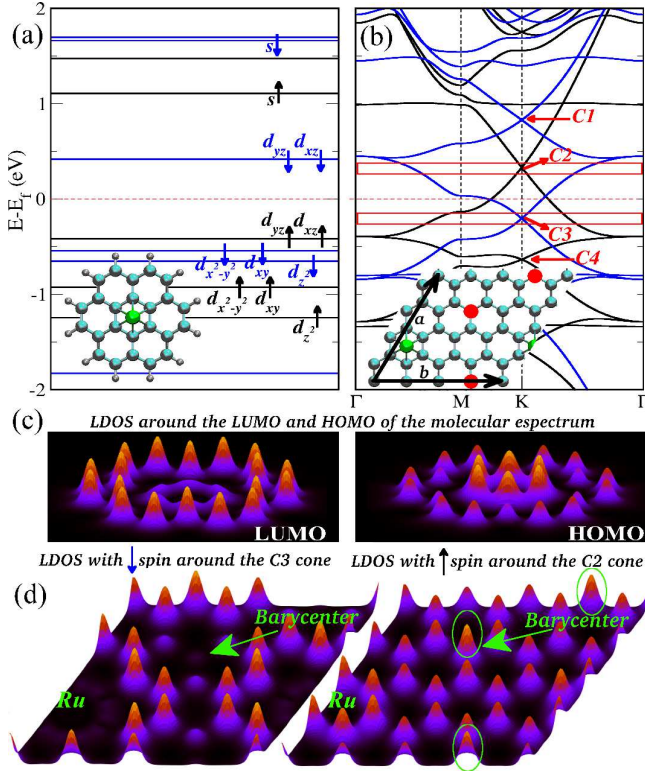 (a)
(b)
E-E_f (eV)
2
1
0
-1
-2
s
s
d_yz d_xz
d_yz d_xz
d_x²-y² d_xy
d_z²
d_x²-y² d_xy
d_z²
C1
C2
C3
C4
a
b
Γ M K Γ
(c)
LDOS around the LUMO and HOMO of the molecular espectrum
LUMO
HOMO
LDOS with spin around the C3 cone
LDOS with spin around the C2 cone
(d)
Barycenter
Ru
Barycenter
Ru